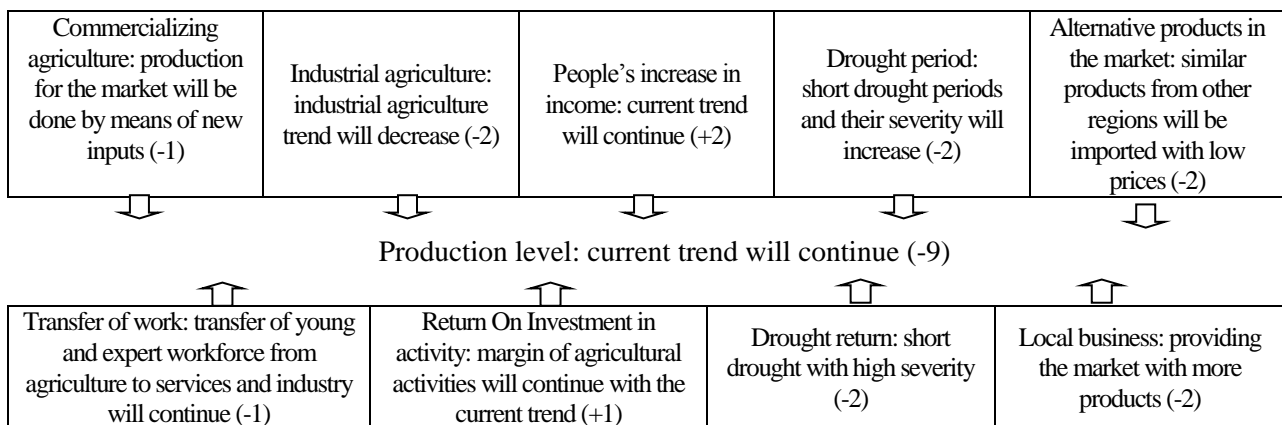 Commercializing
agriculture: production
for the market will be
done by means of new
inputs (-1)
Industrial agriculture:
industrial agriculture
trend will decrease (-2)
People's increase in
income: current trend
will continue (+2)
Drought period:
short drought periods
and their severity will
increase (-2)
Alternative products in
the market: similar
products from other
regions will be
imported with low
prices (-2)
Production level: current trend will continue (-9)
Transfer of work: transfer of young
and expert workforce from
agriculture to services and industry
will continue (-1)
Return On Investment in
activity: margin of agricultural
activities will continue with the
current trend (+1)
Drought return: short
drought with high severity
(-2)
Local business: providing
the market with more
products (-2)